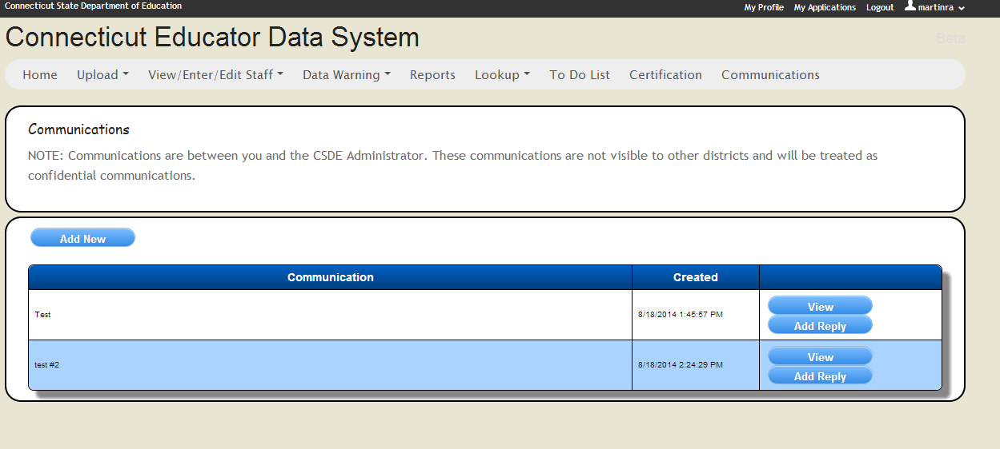 Connecticut State Department of Education
My Profile My Applications Logout martinra
Connecticut Educator Data System
Beta
Home Upload View/Enter/Edit Staff Data Warning Reports Lookup To Do List Certification Communications
Communications
NOTE: Communications are between you and the CSDE Administrator. These communications are not visible to other districts and will be treated as
confidential communications.
Add New
Communication Created
Test 8/18/2014 1:45:57 PM View
Add Reply
test #2 8/18/2014 2:24:29 PM View
Add Reply